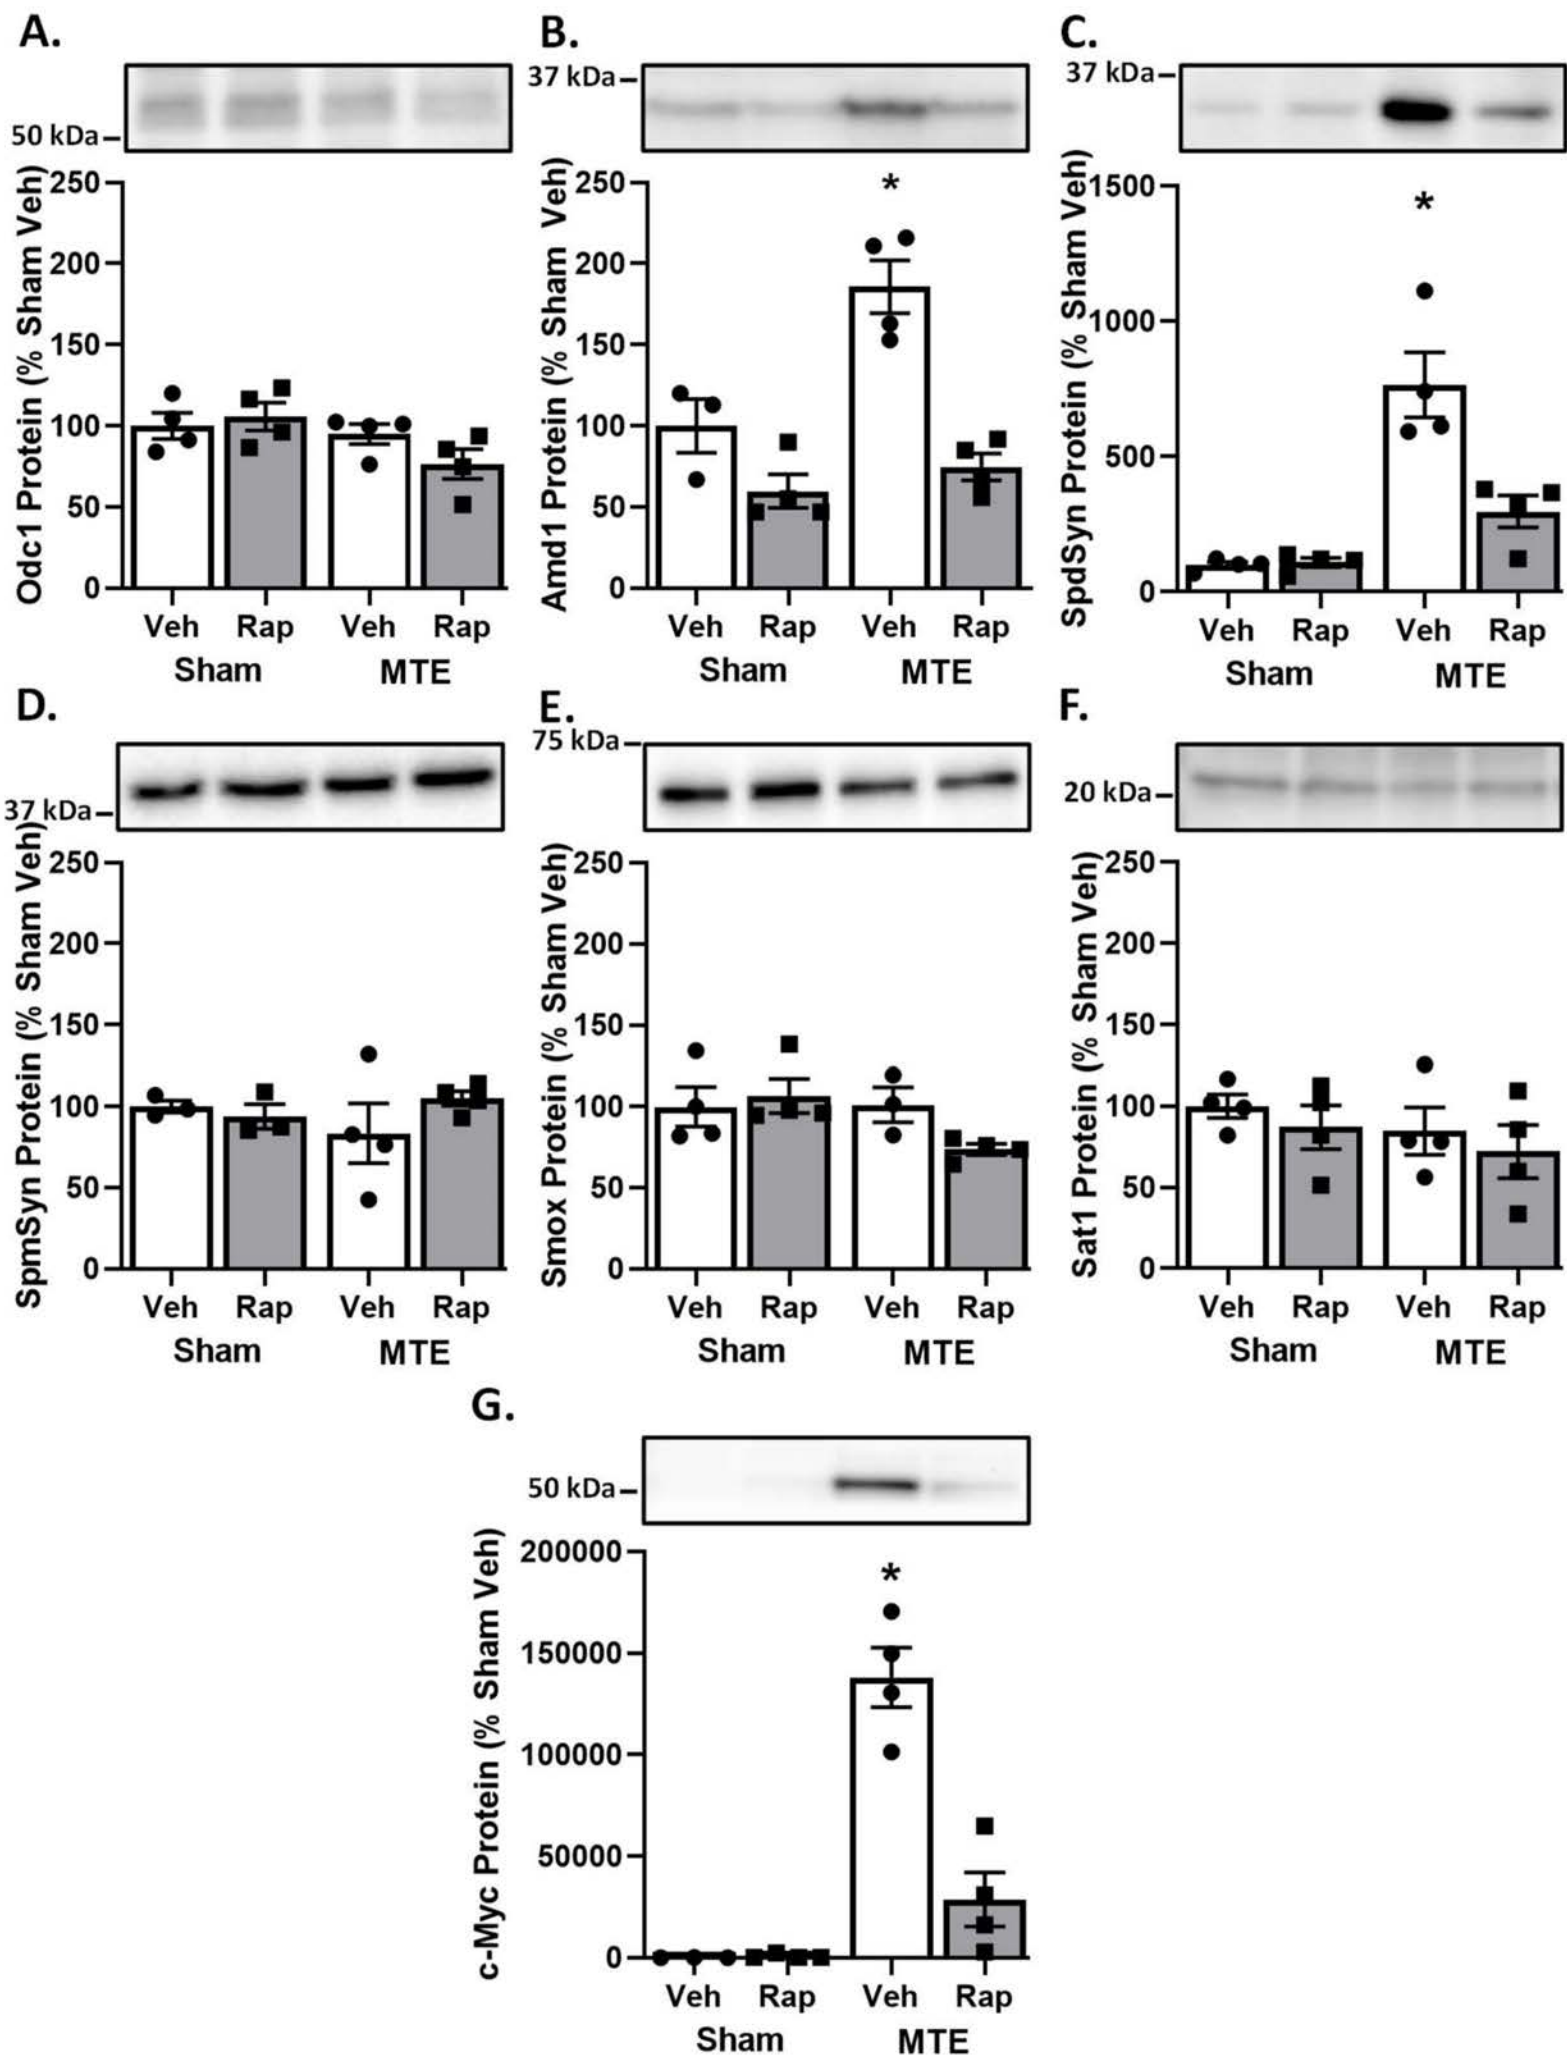 A.
50 kDa
Odc1 Protein (% Sham Veh)
250
200
150
100
50
0
Veh Rap Veh Rap
Sham MTE
B.
37 kDa
Amd1 Protein (% Sham Veh)
250
200
150
100
50
0
*
Veh Rap Veh Rap
Sham MTE
C.
37 kDa
SpdSyn Protein (% Sham Veh)
1500
1000
500
0
*
Veh Rap Veh Rap
Sham MTE
D.
37 kDa
SpmSyn Protein (% Sham Veh)
250
200
150
100
50
0
Veh Rap Veh Rap
Sham MTE
E.
75 kDa
Smox Protein (% Sham Veh)
250
200
150
100
50
0
Veh Rap Veh Rap
Sham MTE
F.
20 kDa
Sat1 Protein (% Sham Veh)
250
200
150
100
50
0
Veh Rap Veh Rap
Sham MTE
G.
50 kDa
c-Myc Protein (% Sham Veh)
200000
150000
100000
50000
0
*
Veh Rap Veh Rap
Sham MTE